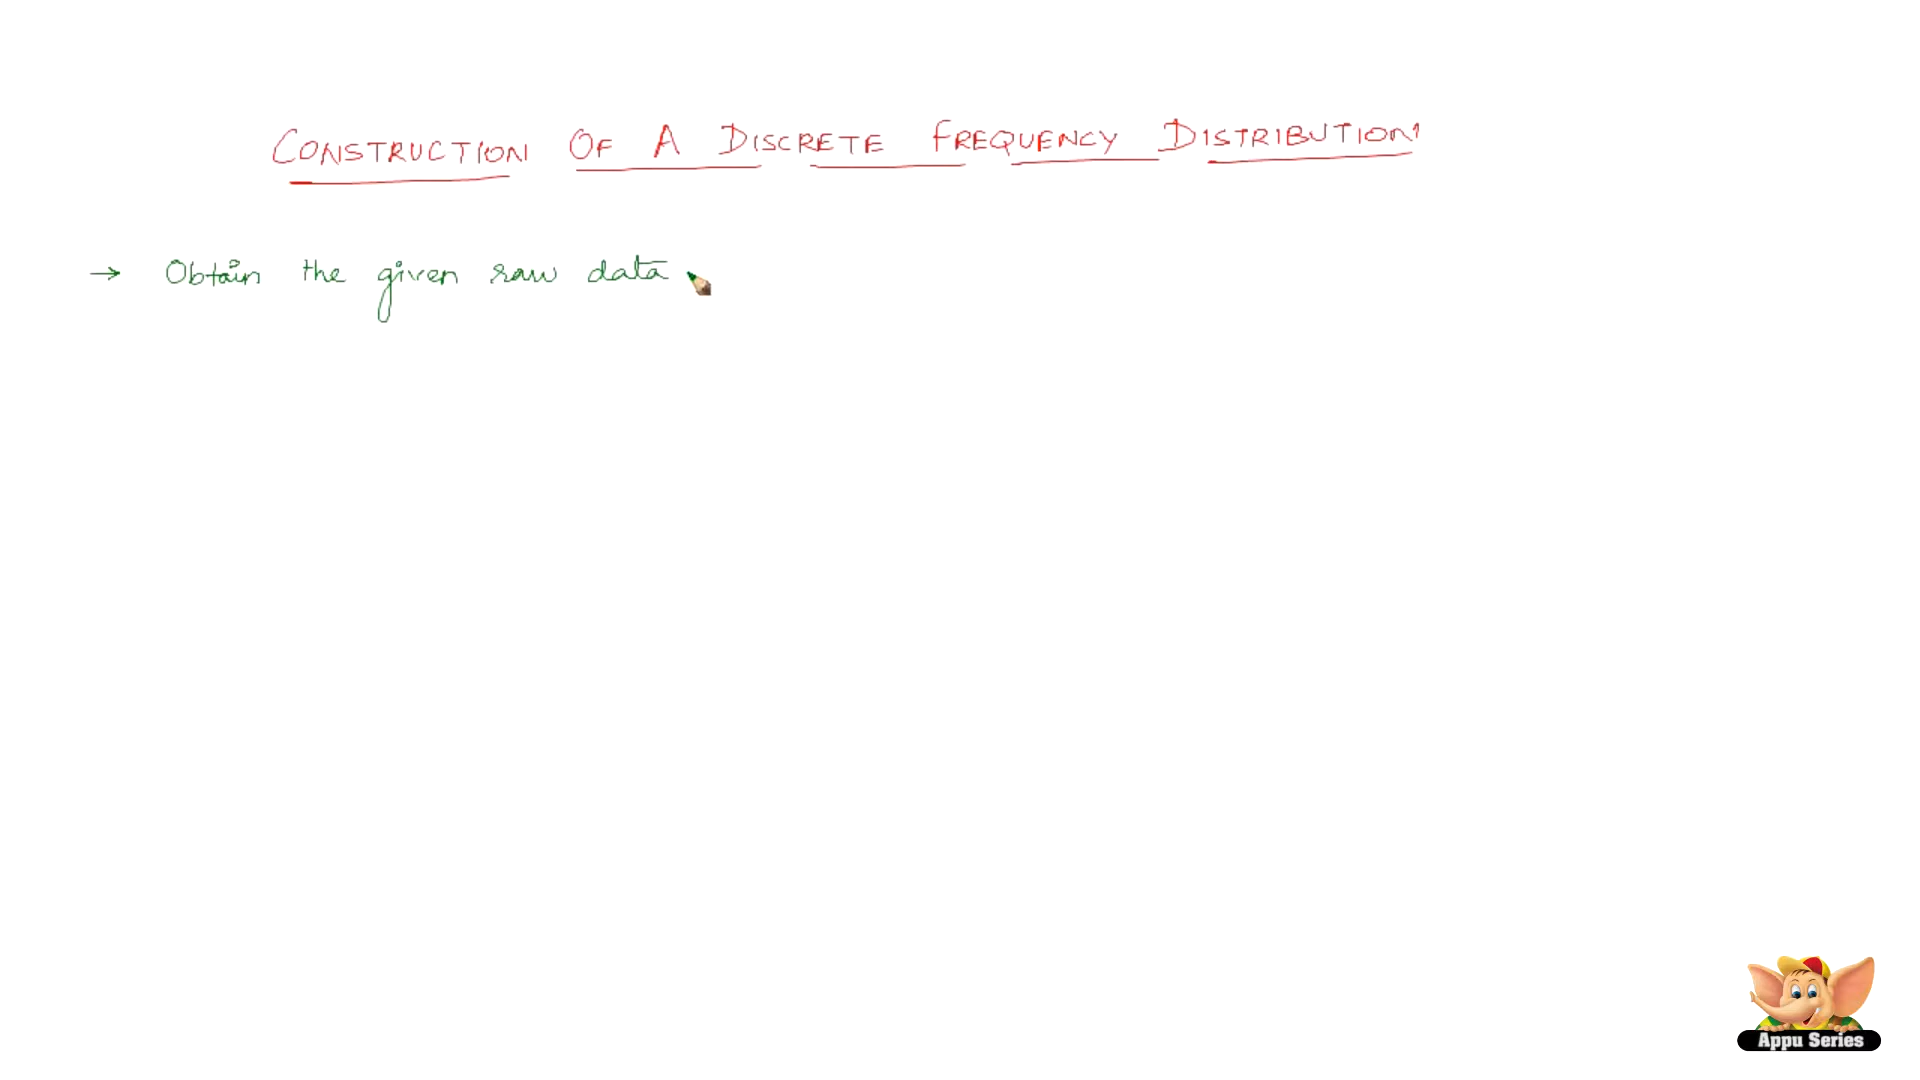 CONSTRUCTION OF A DISCRETE FREQUENCY DISTRIBUTION
→ Obtain the given raw data
Appu Series